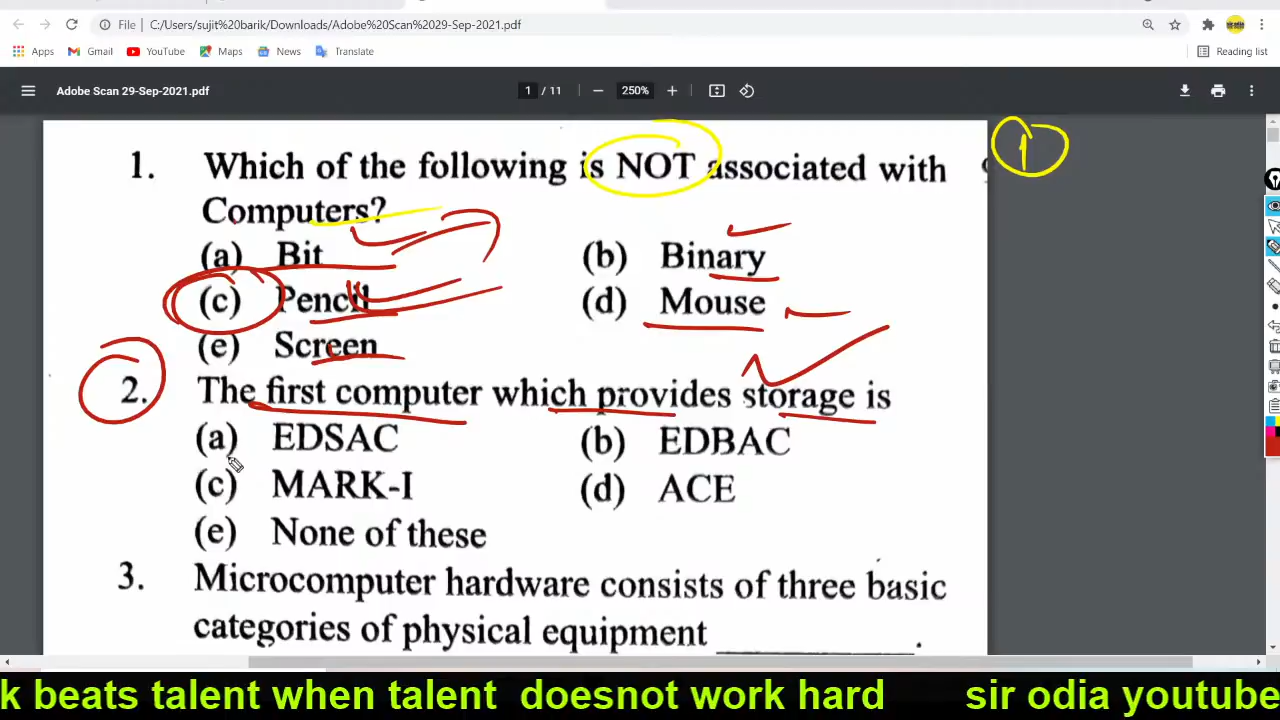 File
C:/Users/sujit%20barik/Downloads/Adobe%20Scan%2029-Sep-2021.pdf
Apps Gmail YouTube Maps News Translate Reading list
Adobe Scan 29-Sep-2021.pdf 1 / 11 250%
1
1. Which of the following is NOT associated with
Computers?
(a) Bit (b) Binary
(c) Pencil (d) Mouse
(e) Screen
2. The first computer which provides storage is
(a) EDSAC (b) EDBAC
(c) MARK-I (d) ACE
(e) None of these
3. Microcomputer hardware consists of three basic
categories of physical equipment ________.
k beats talent when talent doesnot work hard sir odia youtube